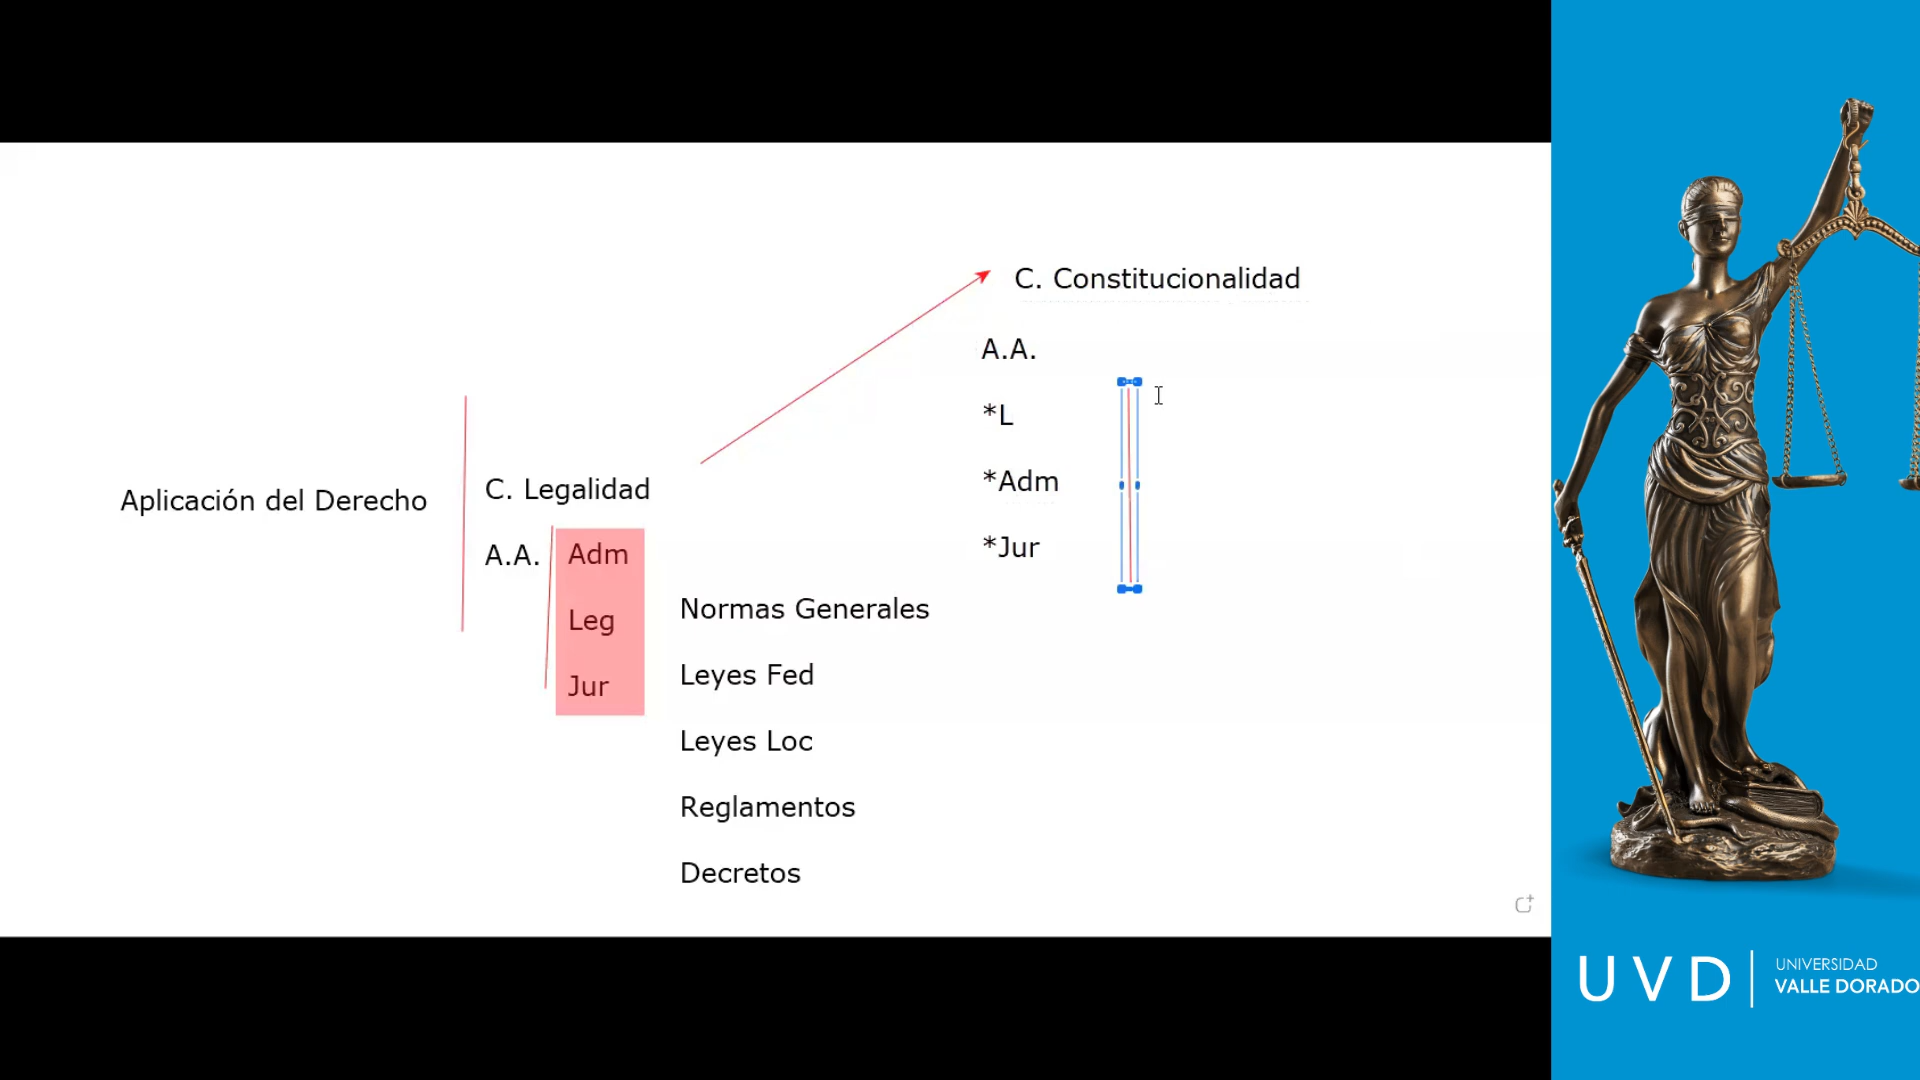 C. Constitucionalidad
A.A.
*L
*Adm
*Jur
Aplicación del Derecho
C. Legalidad
A.A.
Adm
Leg
Jur
Normas Generales
Leyes Fed
Leyes Loc
Reglamentos
Decretos
UVD
UNIVERSIDAD
VALLE DORADO